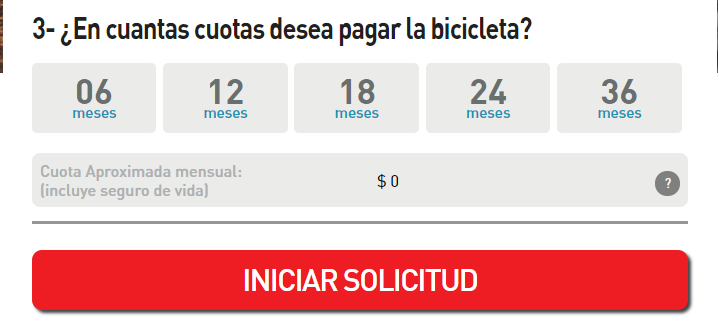 3- ¿En cuantas cuotas desea pagar la bicicleta?
06 12 18 24 36
meses meses meses meses meses
Cuota Aproximada mensual:
(incluye seguro de vida)
$ 0
?
INICIAR SOLICITUD